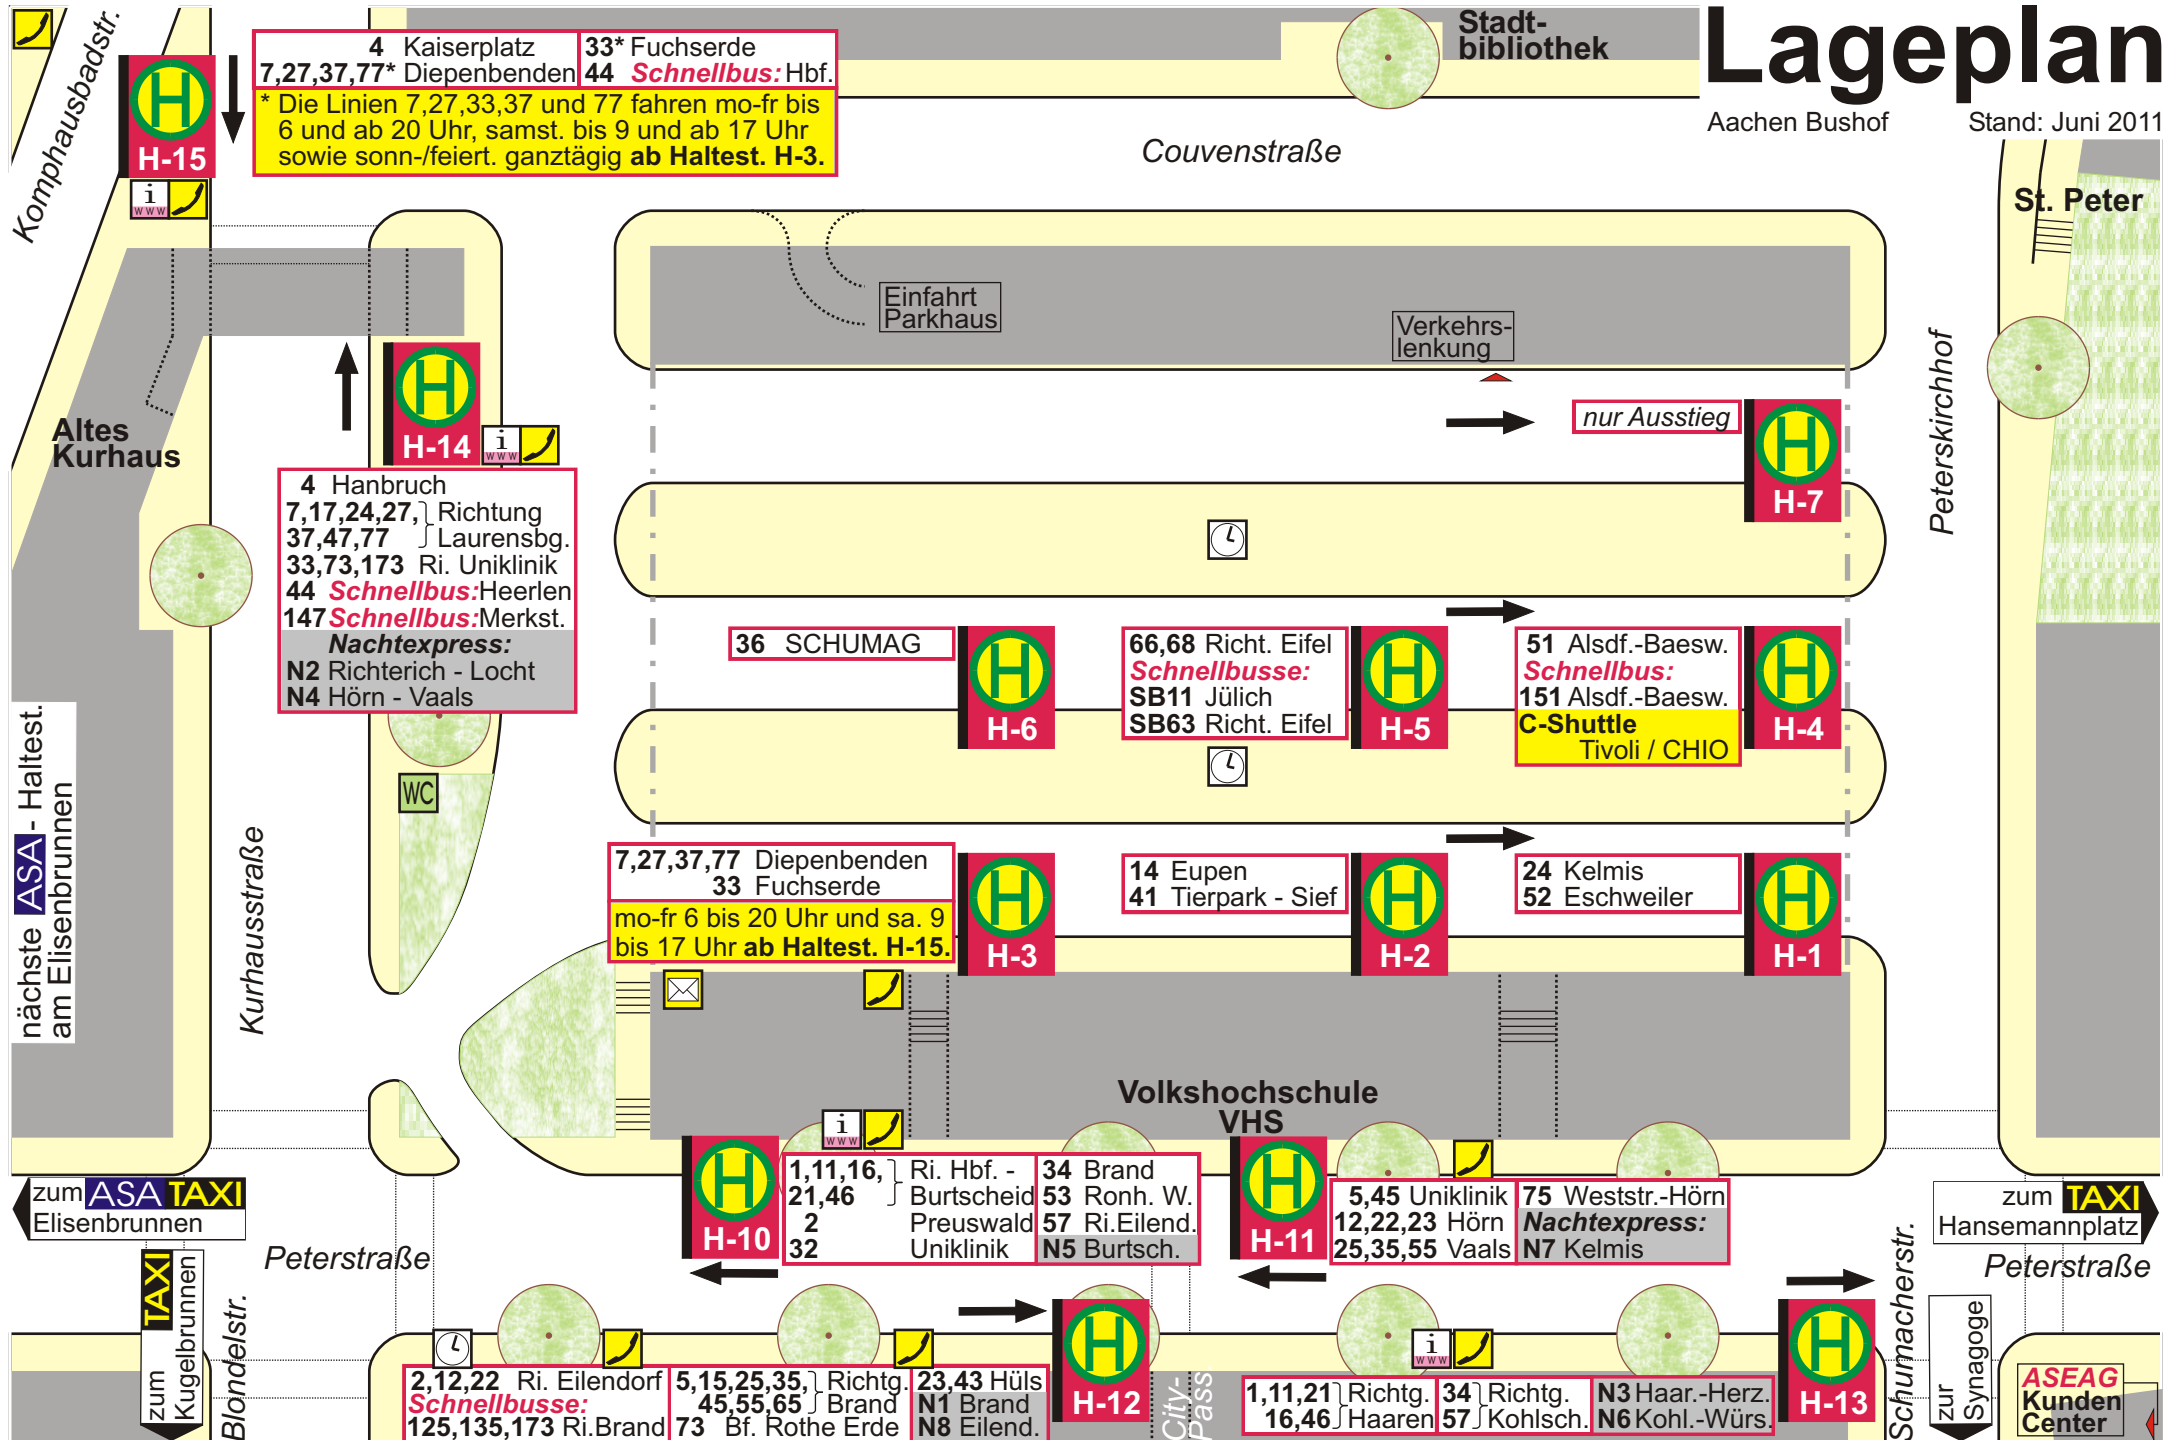 Lageplan
Aachen Bushof
Stand: Juni 2011
Komphausbadstr.
H
H-15
i
www
4 Kaiserplatz
7,27,37,77* Diepenbenden
33* Fuchserde
44 Schnellbus: Hbf.
* Die Linien 7,27,33,37 und 77 fahren mo-fr bis
6 und ab 20 Uhr, samst. bis 9 und ab 17 Uhr
sowie sonn-/feiert. ganztägig ab Haltest. H-3.
Stadt-
bibliothek
Couvenstraße
St. Peter
Einfahrt
Parkhaus
Verkehrs-
lenkung
Peterskirchhof
nur Ausstieg
H
H-7
Altes
Kurhaus
H
H-14
i
www
4 Hanbruch
7,17,24,27,
37,47,77
Richtung
Laurensbg.
33,73,173 Ri. Uniklinik
44 Schnellbus: Heerlen
147 Schnellbus: Merkst.
Nachtexpress:
N2 Richterich - Locht
N4 Hörn - Vaals
WC
36 SCHUMAG
H
H-6
66,68 Richt. Eifel
Schnellbusse:
SB11 Jülich
SB63 Richt. Eifel
H
H-5
51 Alsdf.-Baesw.
Schnellbus:
151 Alsdf.-Baesw.
C-Shuttle
Tivoli / CHIO
H
H-4
nächste ASA - Haltest.
am Elisenbrunnen
Kurhausstraße
7,27,37,77 Diepenbenden
33 Fuchserde
mo-fr 6 bis 20 Uhr und sa. 9
bis 17 Uhr ab Haltest. H-15.
H
H-3
14 Eupen
41 Tierpark - Sief
H
H-2
24 Kelmis
52 Eschweiler
H
H-1
Volkshochschule
VHS
i
www
H
H-10
1,11,16,
21,46
Ri. Hbf. -
Burtscheid
2 Preuswald
32 Uniklinik
34 Brand
53 Ronh. W.
57 Ri.Eilend.
N5 Burtsch.
H
H-11
5,45 Uniklinik
12,22,23 Hörn
25,35,55 Vaals
75 Weststr.-Hörn
Nachtexpress:
N7 Kelmis
zum ASA TAXI
Elisenbrunnen
zum TAXI
Hansemannplatz
Peterstraße
Peterstraße
TAXI
zum
Kugelbrunnen
Blondelstr.
2,12,22 Ri. Eilendorf
Schnellbusse:
125,135,173 Ri.Brand
5,15,25,35,
45,55,65
Richtg.
Brand
73 Bf. Rothe Erde
23,43 Hüls
N1 Brand
N8 Eilend.
H
H-12
City-
Pass.
i
www
1,11,21
16,46
Richtg.
Haaren
34
57
Richtg.
Kohlsch.
N3 Haar.-Herz.
N6 Kohl.-Würs.
H
H-13
Schumacherstr.
zur
Synagoge
ASEAG
Kunden
Center